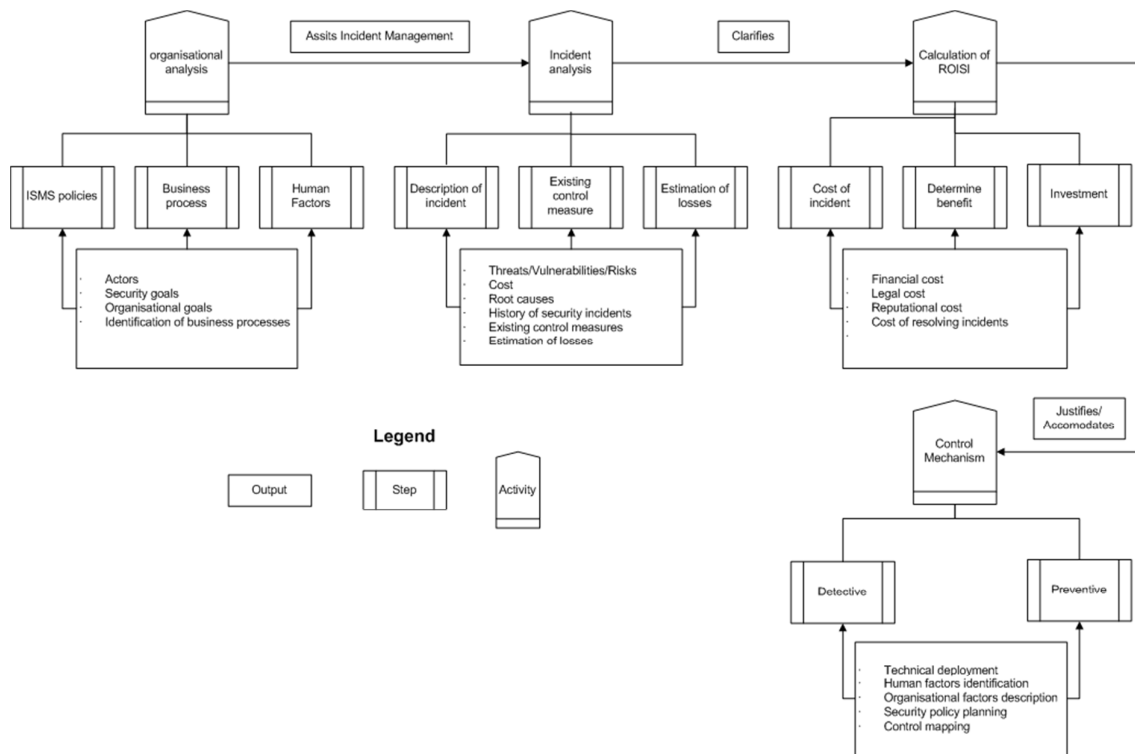 Assits Incident Management
Clarifies
organisational
analysis
Incident
analysis
Calculation of
ROISI
ISMS policies
Business
process
Human
Factors
Description of
incident
Existing
control
measure
Estimation of
losses
Cost of
incident
Determine
benefit
Investment
· Actors
· Security goals
· Organisational goals
· Identification of business processes
· Threats/Vulnerabilities/Risks
· Cost
· Root causes
· History of security incidents
· Existing control measures
· Estimation of losses
· Financial cost
· Legal cost
· Reputational cost
· Cost of resolving incidents
·
Justifies/
Accomodates
Control
Mechanism
Legend
Output
Step
Activity
Detective
Preventive
· Technical deployment
· Human factors identification
· Organisational factors description
· Security policy planning
· Control mapping